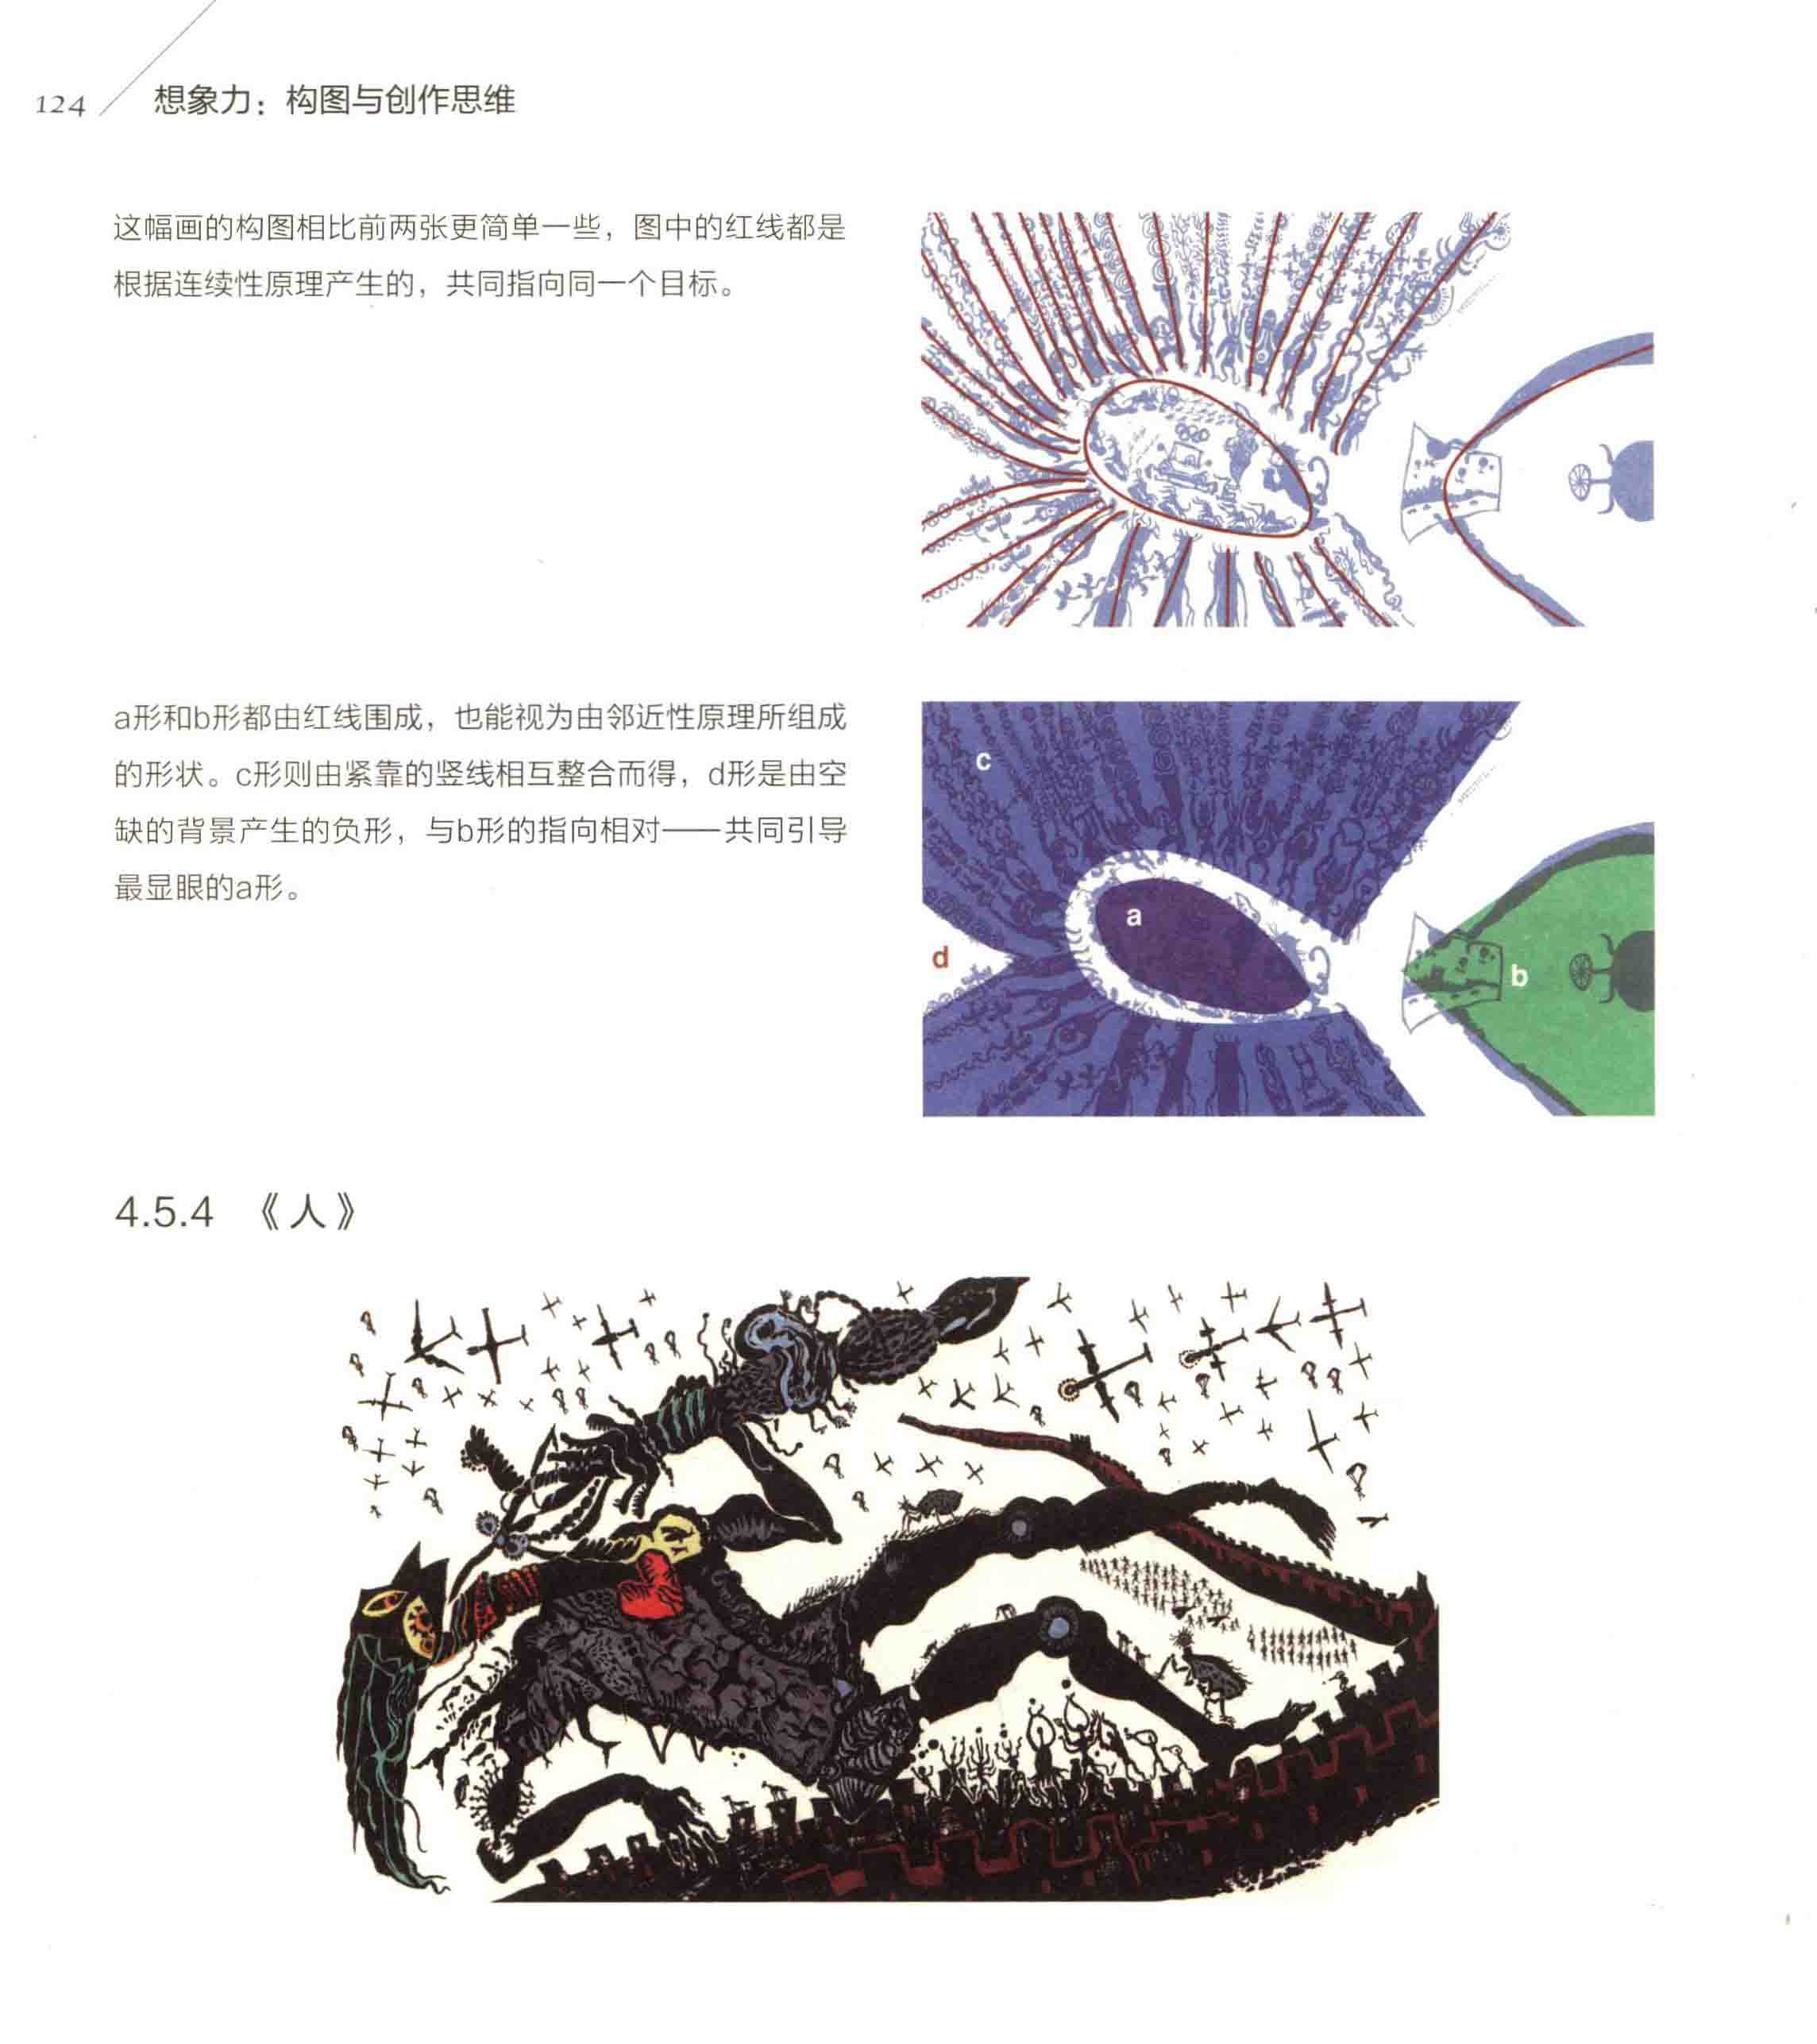 124
想象力：构图与创作思维
这幅画的构图相比前两张更简单一些，图中的红线都是
根据连续性原理产生的，共同指向同一个目标。
a形和b形都由红线围成，也能视为由邻近性原理所组成
的形状。c形则由紧靠的竖线相互整合而得，d形是由空
缺的背景产生的负形，与b形的指向相对——共同引导
最显眼的a形。
c
a
d
b
4.5.4 《人》